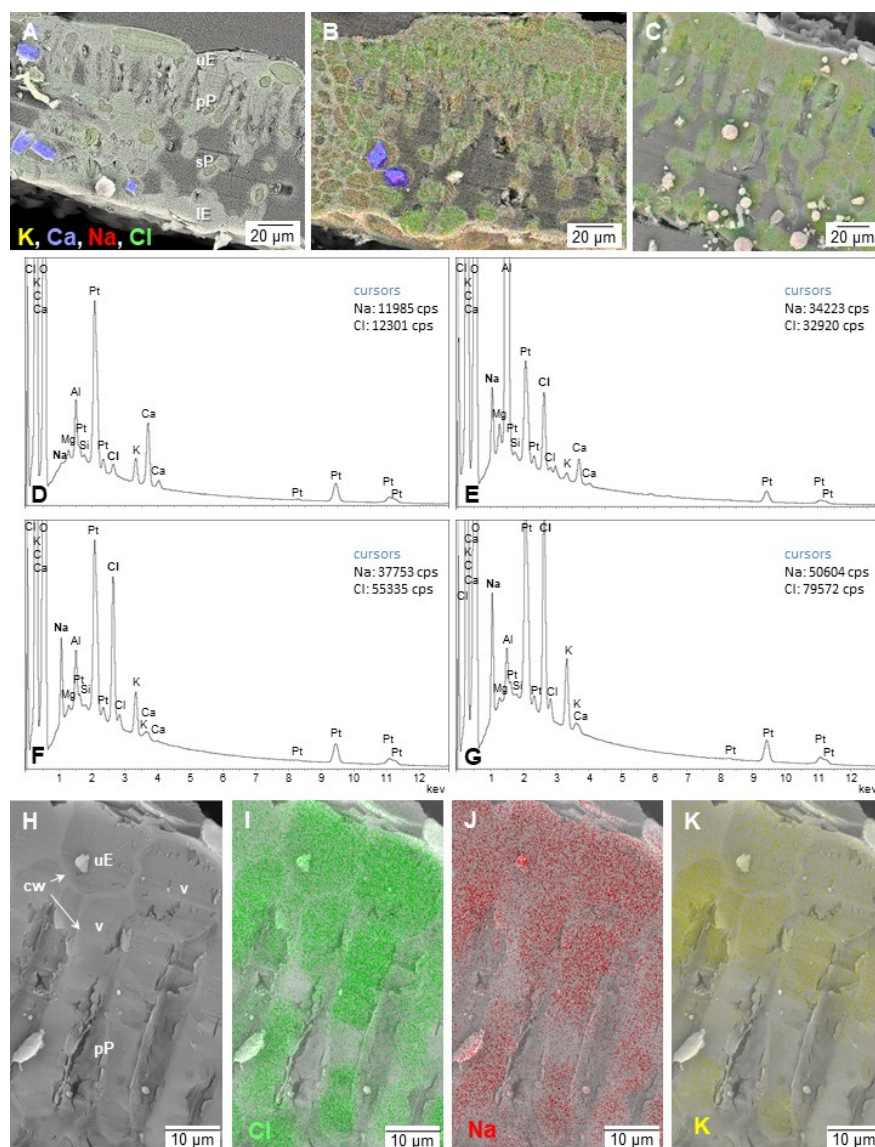 A
uE
pP
sP
lE
K, Ca, Na, Cl
20 µm
B
20 µm
C
20 µm
Cl O
K
C
Ca
Pt
Al
Pt
Mg
Si
Na
Pt
Cl
K
Ca
Ca
Pt
Pt
Pt
Pt
cursors
Na: 11985 cps
Cl: 12301 cps
D
Cl O
K
C
Ca
Al
Pt
Na
Cl
Mg
Pt
Si
Pt
Cl
K
Ca
Ca
Pt
Pt
Pt
cursors
Na: 34223 cps
Cl: 32920 cps
E
Cl O
K
C
Ca
Pt
Cl
Na
Al
Pt
Mg
Si
Pt
Cl
K
Ca
K
Ca
Pt
Pt
Pt
Pt
cursors
Na: 37753 cps
Cl: 55335 cps
F
1 2 3 4 5 6 7 8 9 10 11 12
kev
O
Ca
K
C
Cl
Ca
Pt
Cl
Na
Al
Pt
Mg
Si
Pt
Cl
K
K
Ca
Pt
Pt
Pt
Pt
cursors
Na: 50604 cps
Cl: 79572 cps
G
1 2 3 4 5 6 7 8 9 10 11 12
kev
H
uE
cw
v
v
pP
10 µm
I
Cl
10 µm
J
Na
10 µm
K
K
10 µm